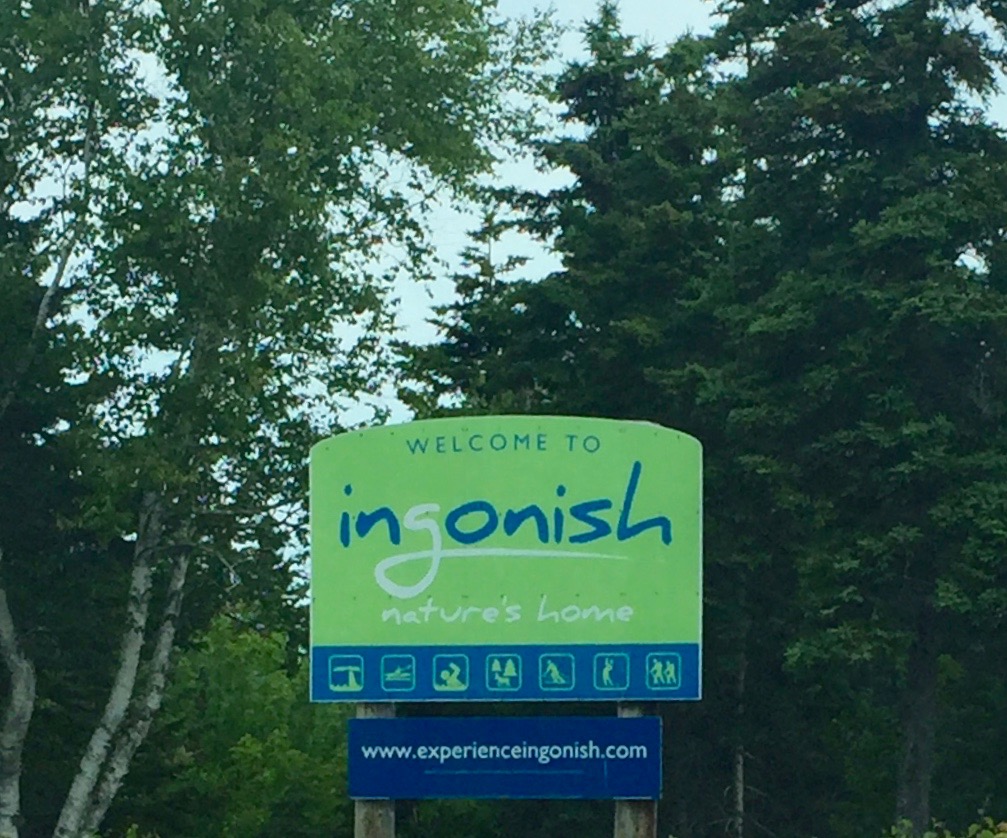 WELCOME TO
ingonish
nature's home
www.experienceingonish.com